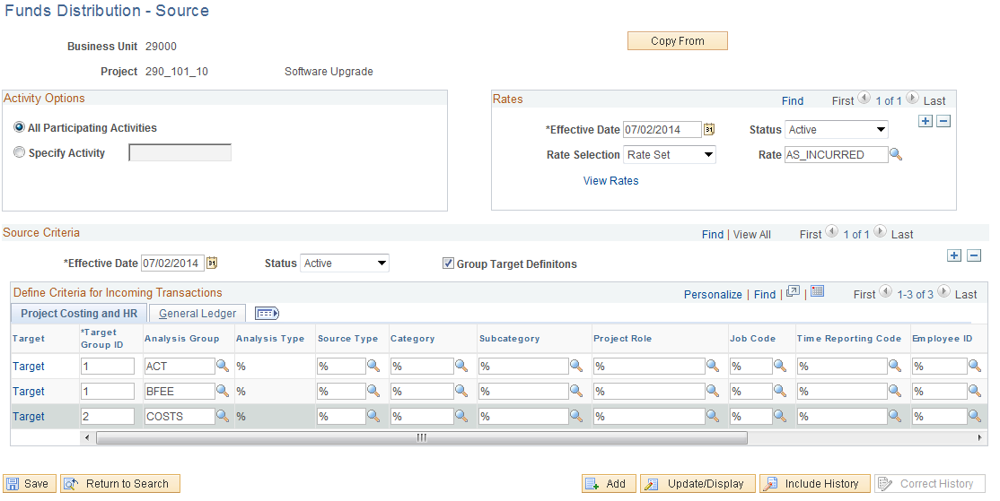 Funds Distribution - Source
Business Unit 29000
Copy From
Project 290_101_10 Software Upgrade
Activity Options
All Participating Activities
Specify Activity
Rates Find First 1 of 1 Last
*Effective Date 07/02/2014 31 Status Active
Rate Selection Rate Set Rate AS_INCURRED
View Rates
Source Criteria Find | View All First 1 of 1 Last
*Effective Date 07/02/2014 31 Status Active Group Target Definitons
Define Criteria for Incoming Transactions Personalize | Find | | First 1-3 of 3 Last
Project Costing and HR General Ledger
Target *Target Group ID Analysis Group Analysis Type Source Type Category Subcategory Project Role Job Code Time Reporting Code Employee ID
Target 1 ACT % % % % % % % %
Target 1 BFEE % % % % % % % %
Target 2 COSTS % % % % % % % %
Save Return to Search Add Update/Display Include History Correct History